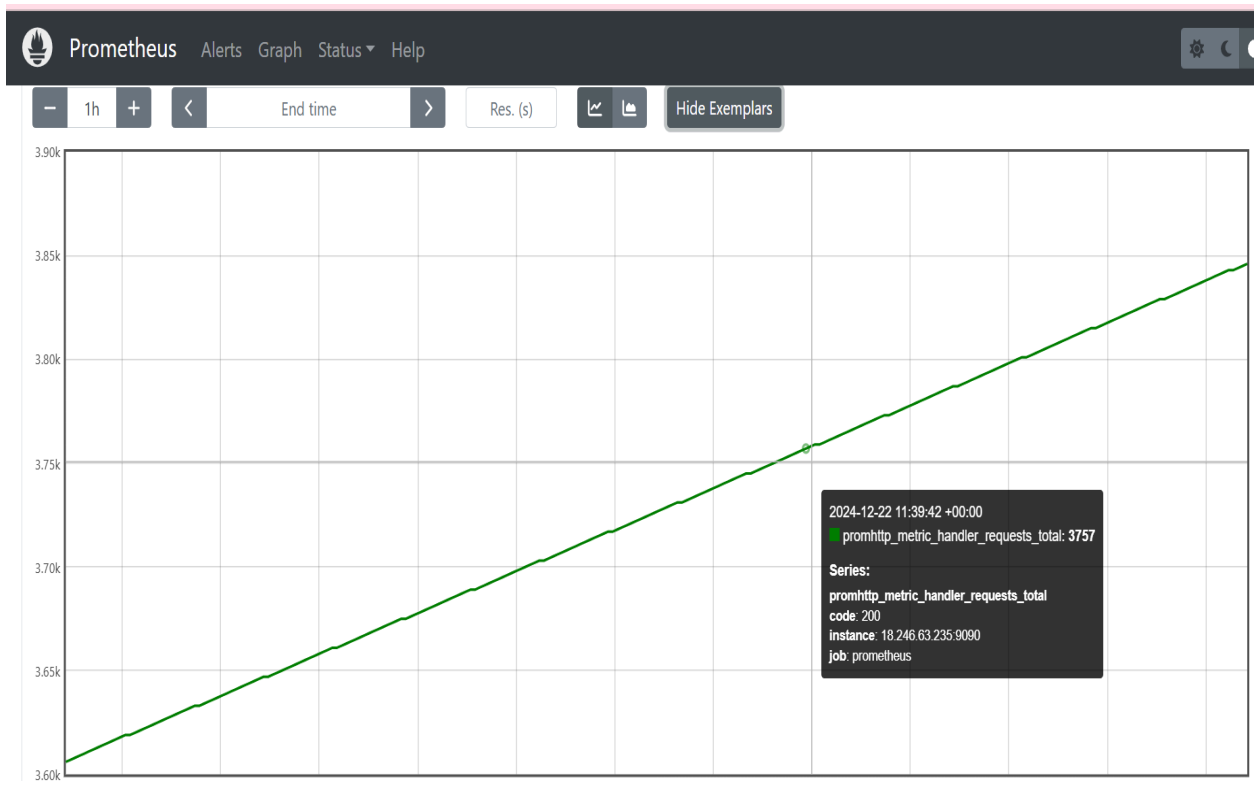 Prometheus Alerts Graph Status Help
− 1h + < End time > Res. (s) Hide Exemplars
3.90k
3.85k
3.80k
3.75k
3.70k
3.65k
3.60k
2024-12-22 11:39:42 +00:00
promhttp_metric_handler_requests_total: 3757
Series:
promhttp_metric_handler_requests_total
code: 200
instance: 18.246.63.235:9090
job: prometheus